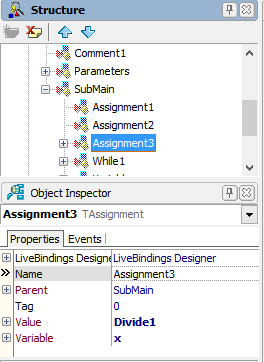 Structure
Comment1
Parameters
SubMain
Assignment1
Assignment2
Assignment3
While1
Object Inspector
Assignment3 TAssignment
Properties Events
LiveBindings Designer LiveBindings Designer
Name Assignment3
Parent SubMain
Tag 0
Value Divide1
Variable x